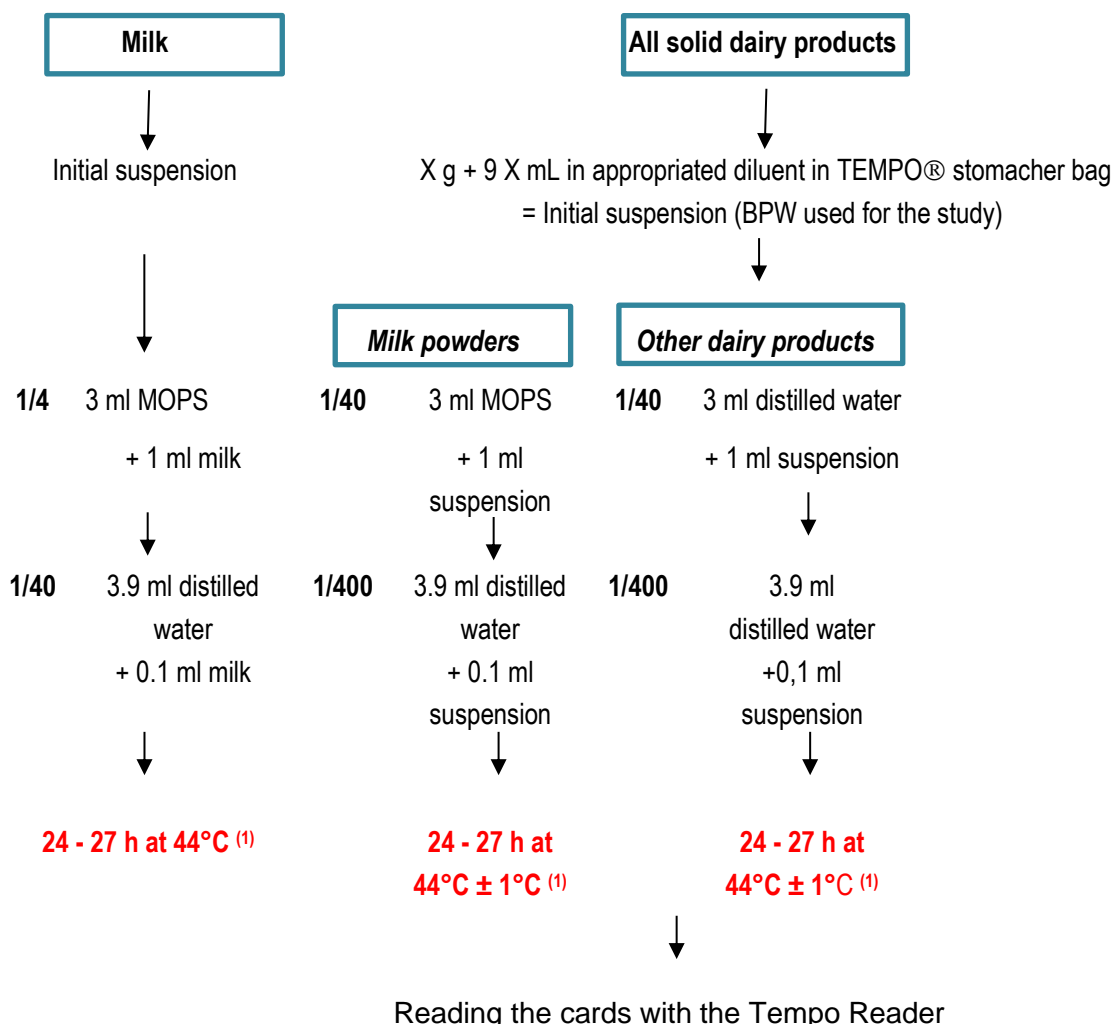 Milk
All solid dairy products
Initial suspension
X g + 9 X mL in appropriated diluent in TEMPO® stomacher bag
= Initial suspension (BPW used for the study)
Milk powders
Other dairy products
1/4 3 ml MOPS
+ 1 ml milk
1/40 3 ml MOPS
+ 1 ml
suspension
1/40 3 ml distilled water
+ 1 ml suspension
1/40 3.9 ml distilled
water
+ 0.1 ml milk
1/400 3.9 ml distilled
water
+ 0.1 ml
suspension
1/400 3.9 ml
distilled water
+0,1 ml
suspension
24 - 27 h at 44°C (1)
24 - 27 h at
44°C ± 1°C (1)
24 - 27 h at
44°C ± 1°C (1)
Reading the cards with the Tempo Reader